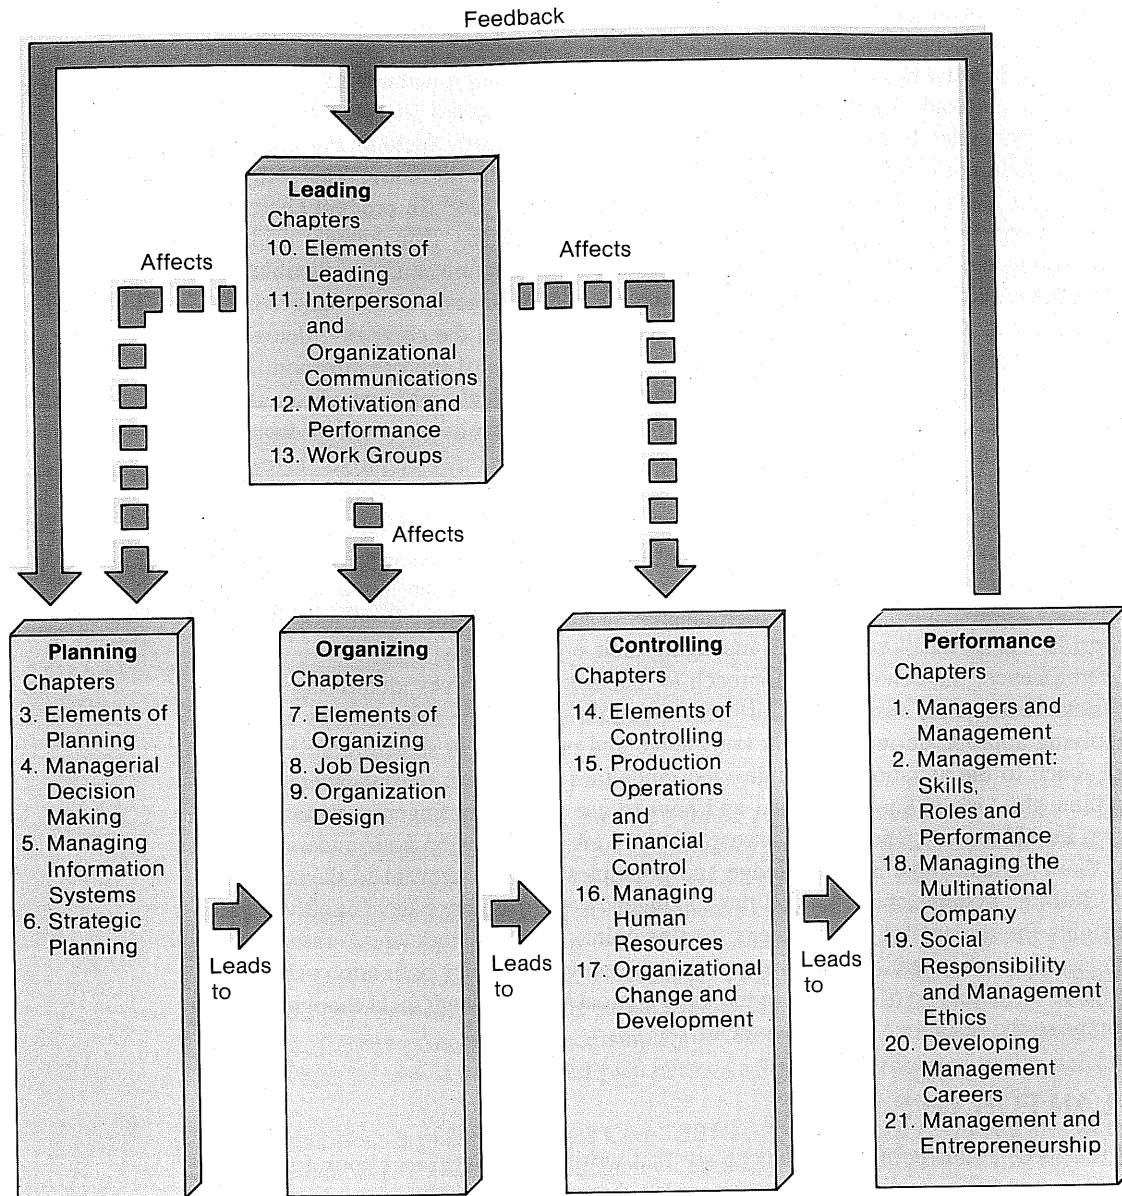 Feedback
Leading
Chapters
10. Elements of
Leading
11. Interpersonal
and
Organizational
Communications
12. Motivation and
Performance
13. Work Groups
Affects
Affects
Affects
Planning
Chapters
3. Elements of
Planning
4. Managerial
Decision
Making
5. Managing
Information
Systems
6. Strategic
Planning
Leads
to
Organizing
Chapters
7. Elements of
Organizing
8. Job Design
9. Organization
Design
Leads
to
Controlling
Chapters
14. Elements of
Controlling
15. Production
Operations
and
Financial
Control
16. Managing
Human
Resources
17. Organizational
Change and
Development
Leads
to
Performance
Chapters
1. Managers and
Management
2. Management:
Skills,
Roles and
Performance
18. Managing the
Multinational
Company
19. Social
Responsibility
and Management
Ethics
20. Developing
Management
Careers
21. Management and
Entrepreneurship